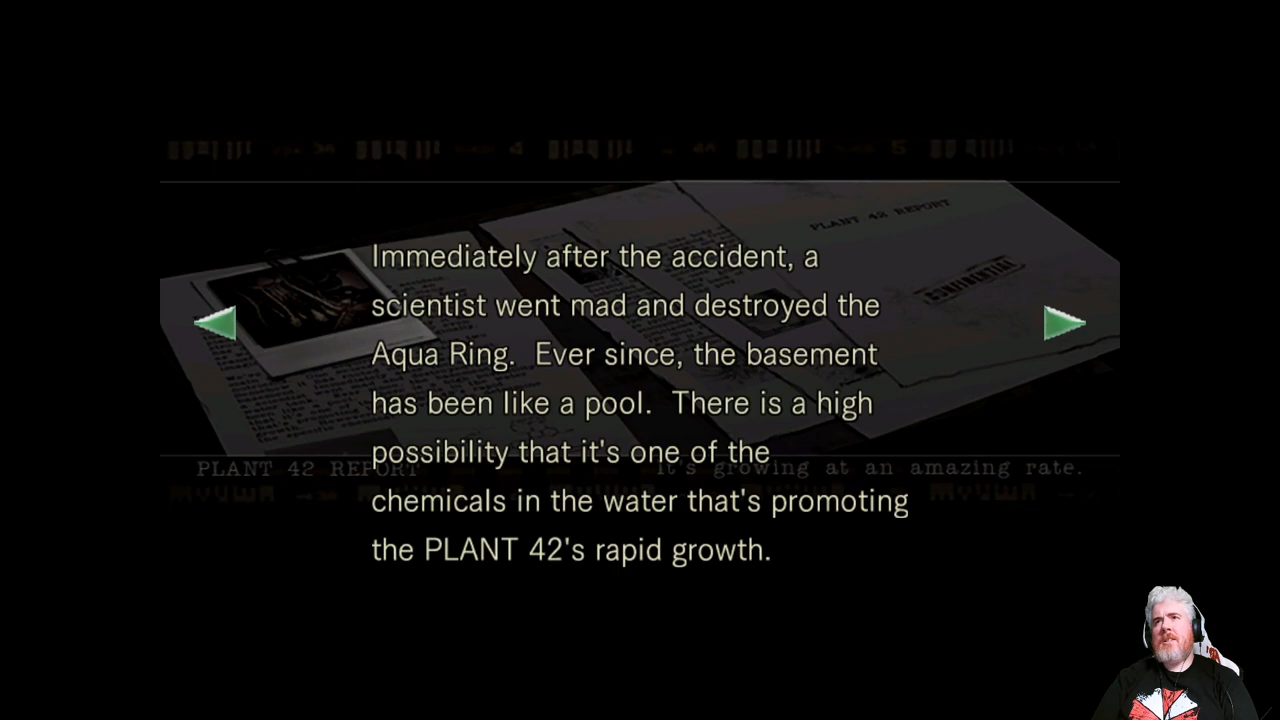 PLANT 42 REPORT
CONFIDENTIAL
Immediately after the accident, a
scientist went mad and destroyed the
Aqua Ring. Ever since, the basement
has been like a pool. There is a high
possibility that it's one of the
chemicals in the water that's promoting
the PLANT 42's rapid growth.
PLANT 42 REPORT
it's growing at an amazing rate.